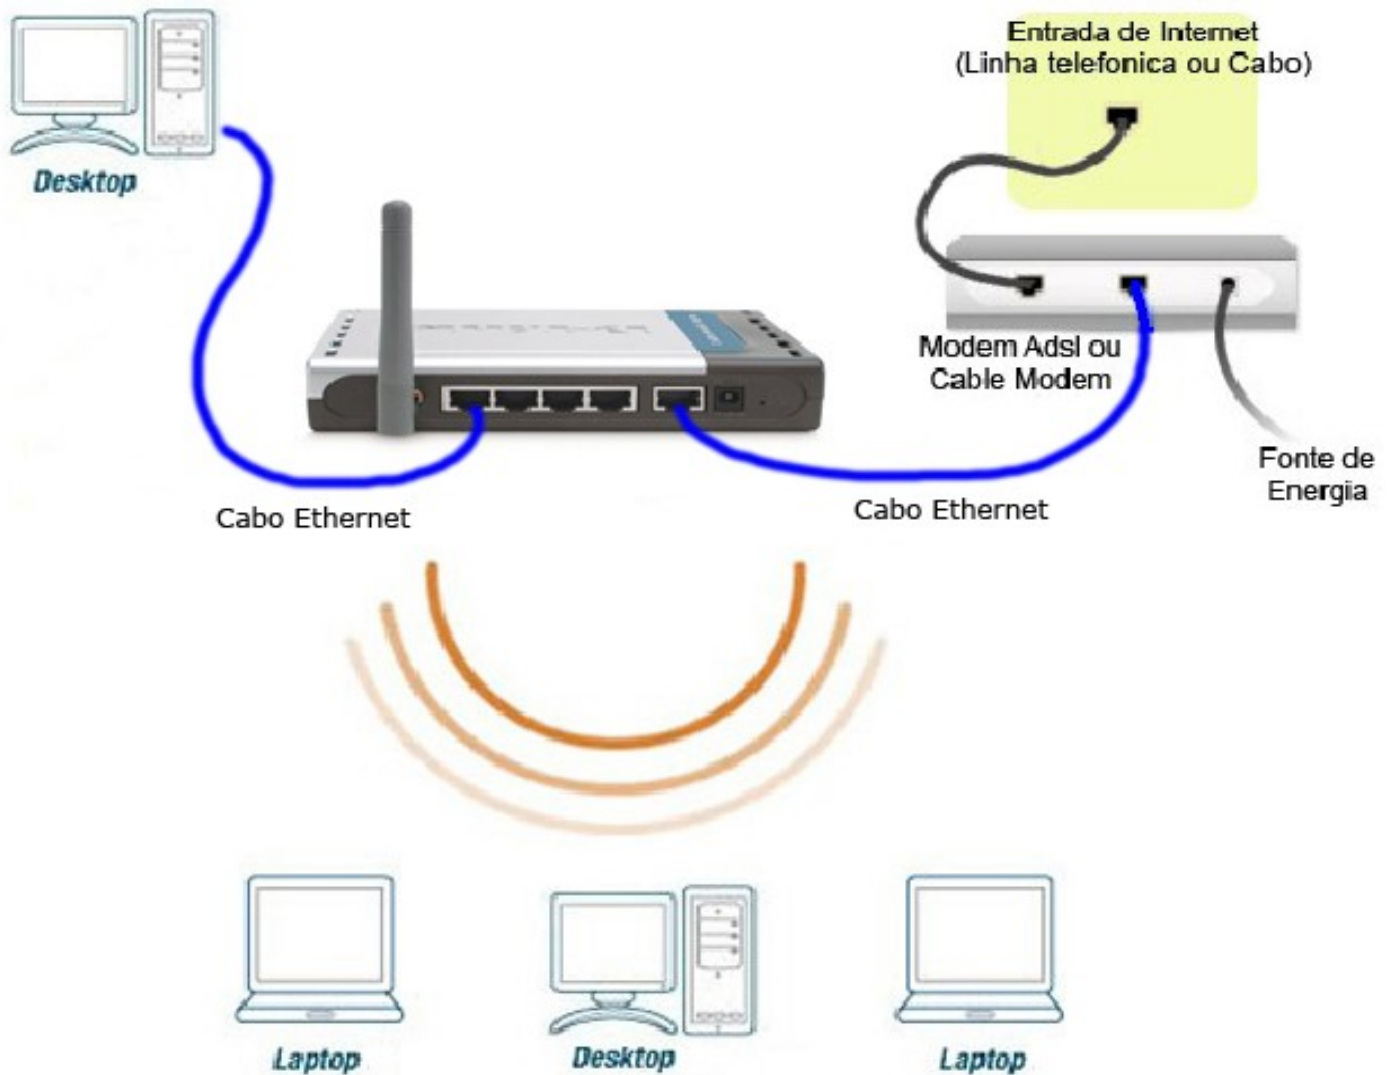 Entrada de Internet
(Linha telefonica ou Cabo)
Desktop
Modem Adsl ou
Cable Modem
Fonte de
Energia
Cabo Ethernet
Cabo Ethernet
Laptop
Desktop
Laptop